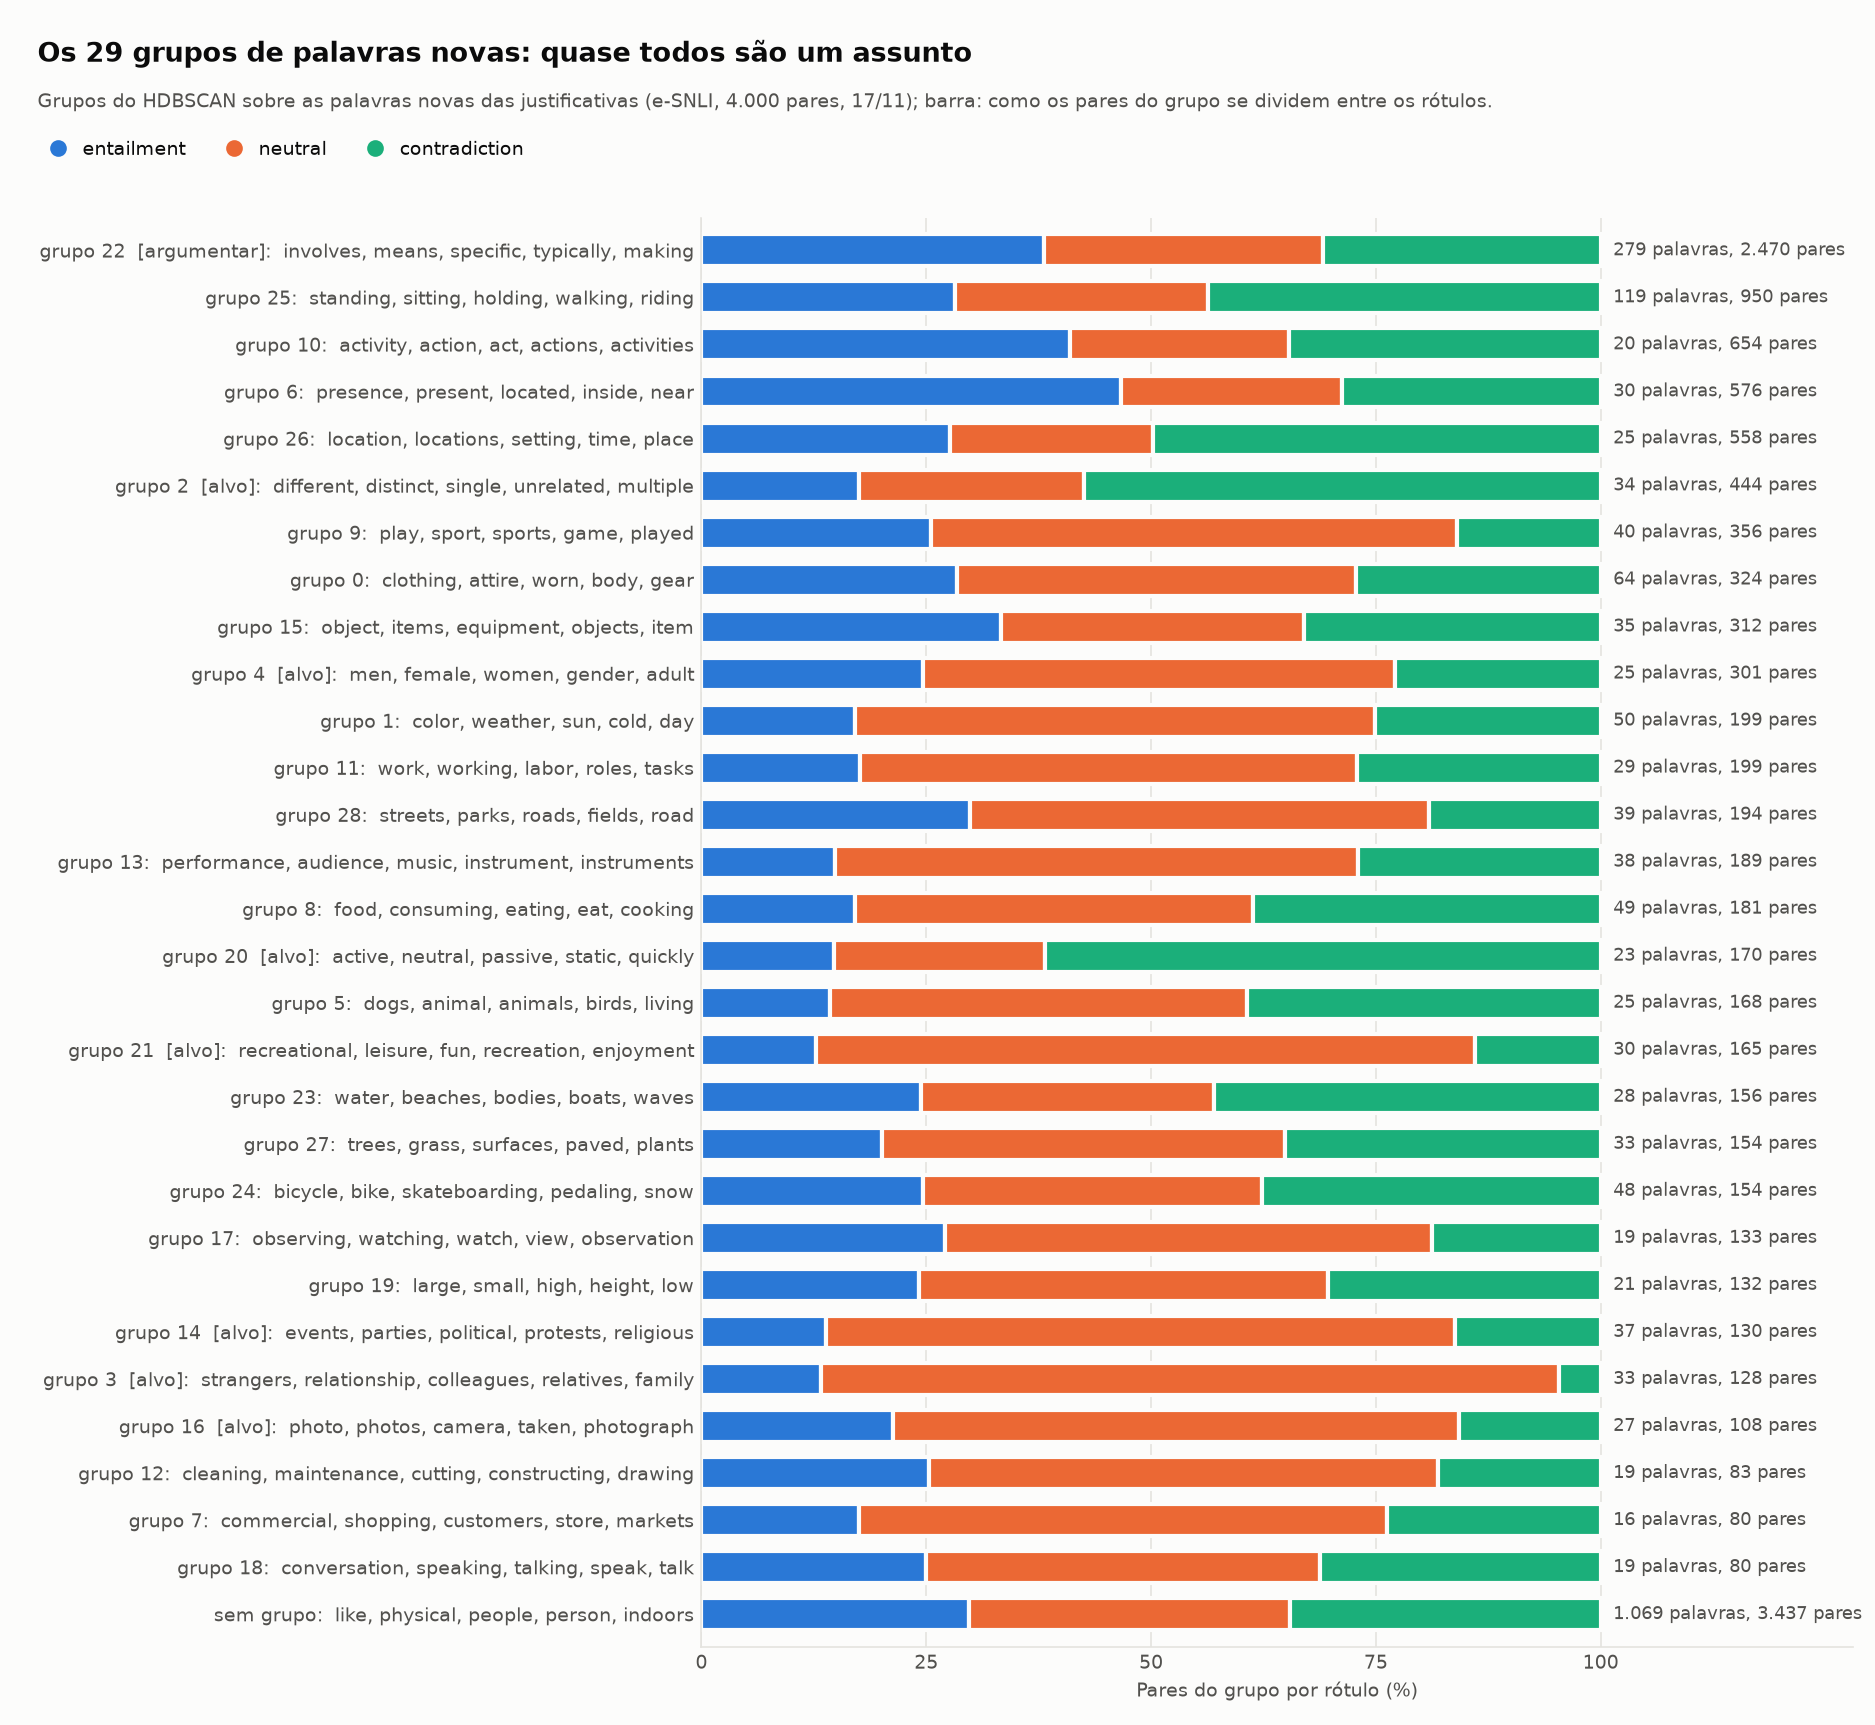 Os 29 grupos de palavras novas: quase todos são um assunto
Grupos do HDBSCAN sobre as palavras novas das justificativas (e-SNLI, 4.000 pares, 17/11); barra: como os pares do grupo se dividem entre os rótulos.
entailment neutral contradiction
grupo 22 [argumentar]: involves, means, specific, typically, making 279 palavras, 2.470 pares
grupo 25: standing, sitting, holding, walking, riding 119 palavras, 950 pares
grupo 10: activity, action, act, actions, activities 20 palavras, 654 pares
grupo 6: presence, present, located, inside, near 30 palavras, 576 pares
grupo 26: location, locations, setting, time, place 25 palavras, 558 pares
grupo 2 [alvo]: different, distinct, single, unrelated, multiple 34 palavras, 444 pares
grupo 9: play, sport, sports, game, played 40 palavras, 356 pares
grupo 0: clothing, attire, worn, body, gear 64 palavras, 324 pares
grupo 15: object, items, equipment, objects, item 35 palavras, 312 pares
grupo 4 [alvo]: men, female, women, gender, adult 25 palavras, 301 pares
grupo 1: color, weather, sun, cold, day 50 palavras, 199 pares
grupo 11: work, working, labor, roles, tasks 29 palavras, 199 pares
grupo 28: streets, parks, roads, fields, road 39 palavras, 194 pares
grupo 13: performance, audience, music, instrument, instruments 38 palavras, 189 pares
grupo 8: food, consuming, eating, eat, cooking 49 palavras, 181 pares
grupo 20 [alvo]: active, neutral, passive, static, quickly 23 palavras, 170 pares
grupo 5: dogs, animal, animals, birds, living 25 palavras, 168 pares
grupo 21 [alvo]: recreational, leisure, fun, recreation, enjoyment 30 palavras, 165 pares
grupo 23: water, beaches, bodies, boats, waves 28 palavras, 156 pares
grupo 27: trees, grass, surfaces, paved, plants 33 palavras, 154 pares
grupo 24: bicycle, bike, skateboarding, pedaling, snow 48 palavras, 154 pares
grupo 17: observing, watching, watch, view, observation 19 palavras, 133 pares
grupo 19: large, small, high, height, low 21 palavras, 132 pares
grupo 14 [alvo]: events, parties, political, protests, religious 37 palavras, 130 pares
grupo 3 [alvo]: strangers, relationship, colleagues, relatives, family 33 palavras, 128 pares
grupo 16 [alvo]: photo, photos, camera, taken, photograph 27 palavras, 108 pares
grupo 12: cleaning, maintenance, cutting, constructing, drawing 19 palavras, 83 pares
grupo 7: commercial, shopping, customers, store, markets 16 palavras, 80 pares
grupo 18: conversation, speaking, talking, speak, talk 19 palavras, 80 pares
sem grupo: like, physical, people, person, indoors 1.069 palavras, 3.437 pares
0 25 50 75 100
Pares do grupo por rótulo (%)